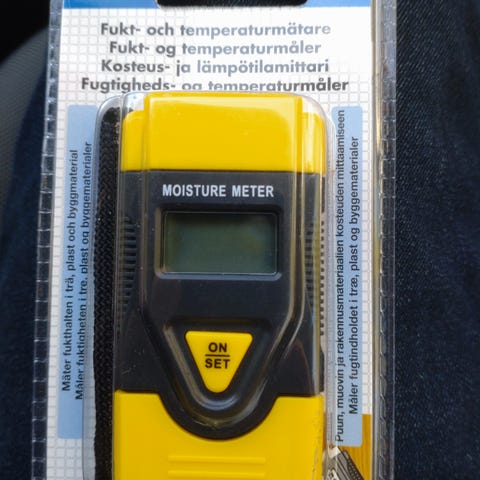 Fukt- och temperaturmätare
Fukt- og temperaturmåler
Kosteus- ja lämpötilamittari
Fugtigheds- og temperaturmåler
MOISTURE METER
ON
SET
Mäter fukthalten i trä, plast och byggmaterial
Måler fuktigheten i tre, plast og byggematerialer
Puun, muovin ja rakennusmateriaalien kosteuden mittaamiseen
Måler fugtindholdet i træ, plast og byggematerialer